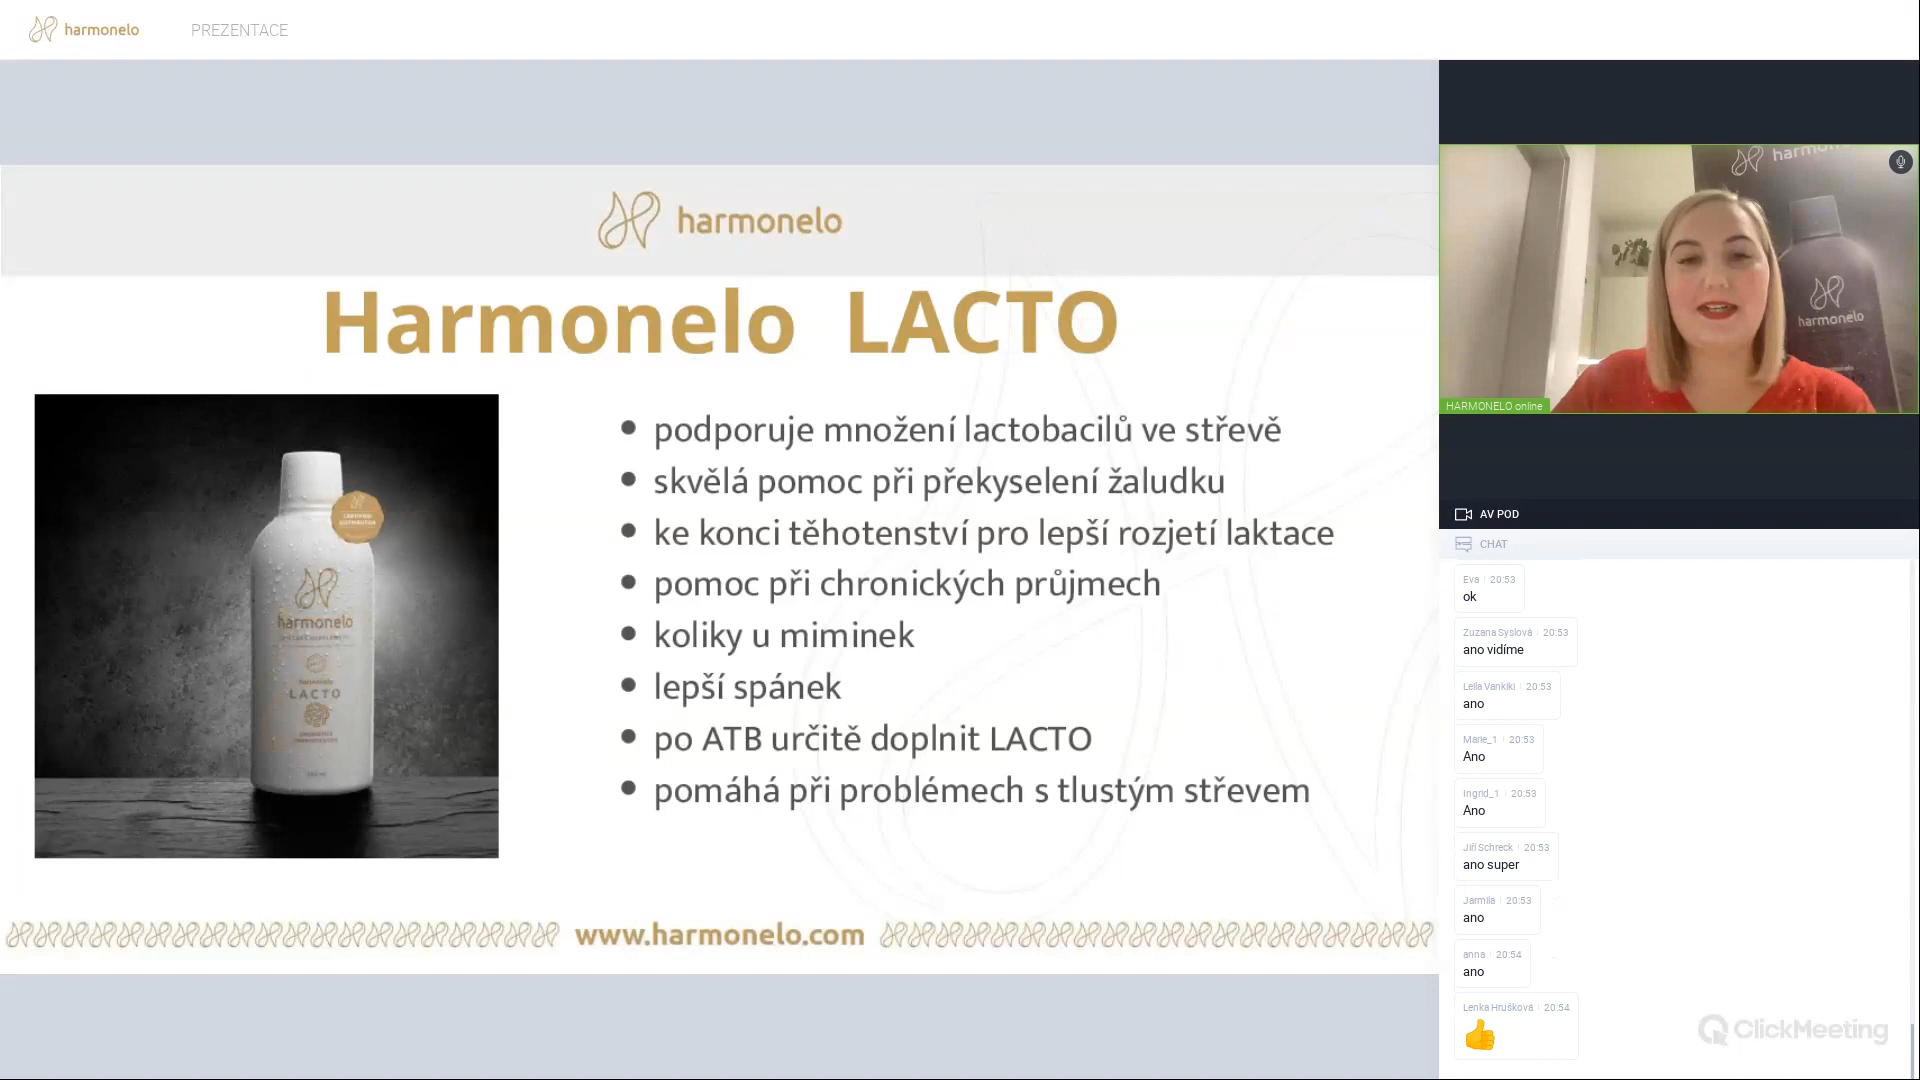 harmonelo
PREZENTACE
harmonelo
Harmonelo LACTO
harmonelo
LACTO
• podporuje množení lactobacilů ve střevě
• skvělá pomoc při překyselení žaludku
• ke konci těhotenství pro lepší rozjetí laktace
• pomoc při chronických průjmech
• koliky u miminek
• lepší spánek
• po ATB určitě doplnit LACTO
• pomáhá při problémech s tlustým střevem
www.harmonelo.com
harmonelo
HARMONELO online
AV POD
CHAT
Eva 20:53
ok
Zuzana Syslová 20:53
ano vidíme
Leila Vankiki 20:53
ano
Marie_1 20:53
Ano
Ingrid_1 20:53
Ano
Jiří Schreck 20:53
ano super
Jarmila 20:53
ano
anna 20:54
ano
Lenka Hrušková 20:54
👍
ClickMeeting